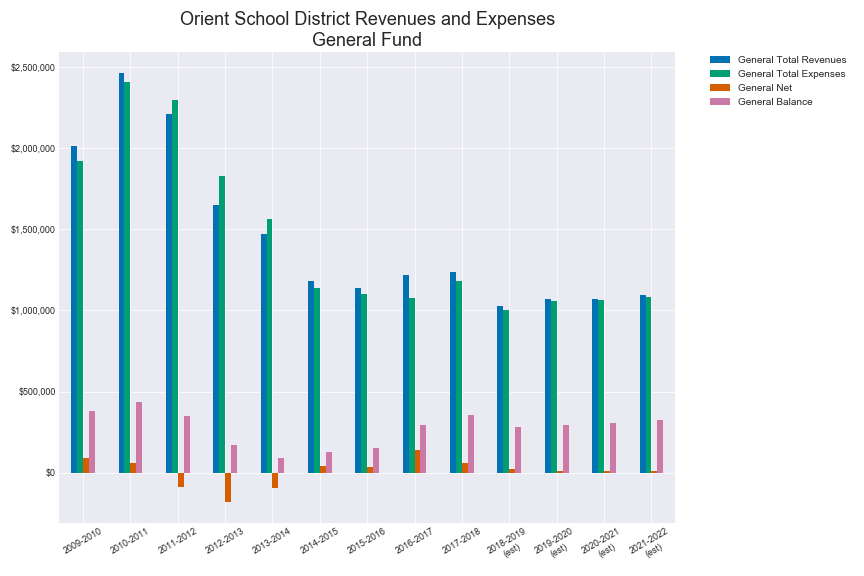 Orient School District Revenues and Expenses
General Fund
General Total Revenues
General Total Expenses
General Net
General Balance
$2,500,000
$2,000,000
$1,500,000
$1,000,000
$500,000
$0
2009-2010
2010-2011
2011-2012
2012-2013
2013-2014
2014-2015
2015-2016
2016-2017
2017-2018
2018-2019
(est)
2019-2020
(est)
2020-2021
(est)
2021-2022
(est)